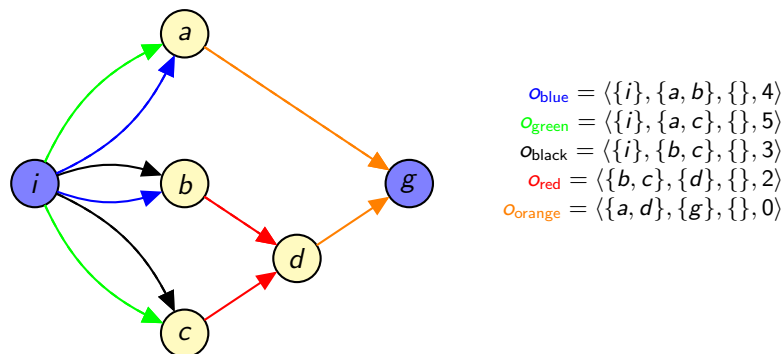 a
i
b
g
d
c
o_blue = ⟨{i}, {a, b}, {}, 4⟩
o_green = ⟨{i}, {a, c}, {}, 5⟩
o_black = ⟨{i}, {b, c}, {}, 3⟩
o_red = ⟨{b, c}, {d}, {}, 2⟩
o_orange = ⟨{a, d}, {g}, {}, 0⟩